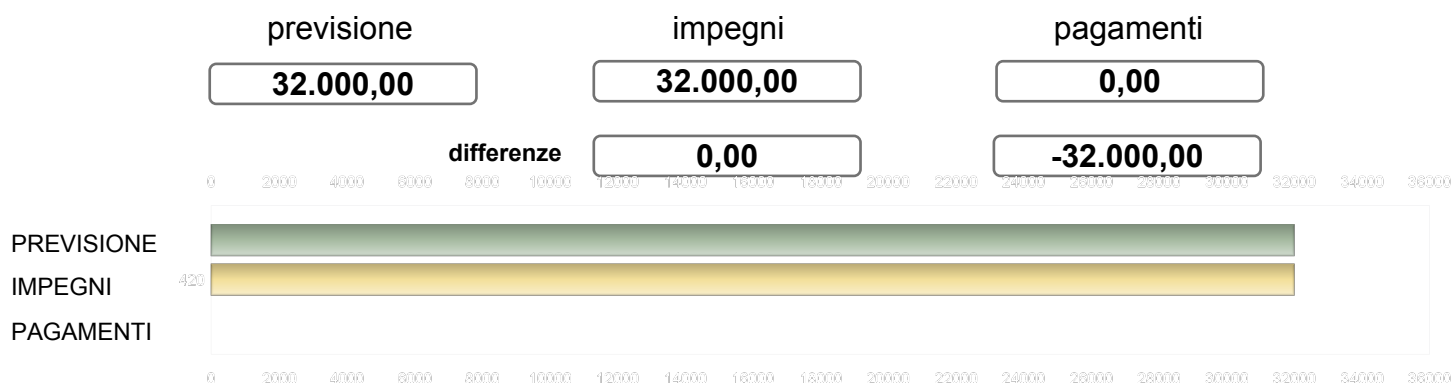 previsione impegni pagamenti
32.000,00 32.000,00 0,00
differenze 0,00 -32.000,00
0 2000 4000 6000 8000 10000 12000 14000 16000 18000 20000 22000 24000 26000 28000 30000 32000 34000 36000
PREVISIONE
420
IMPEGNI
PAGAMENTI
0 2000 4000 6000 8000 10000 12000 14000 16000 18000 20000 22000 24000 26000 28000 30000 32000 34000 36000